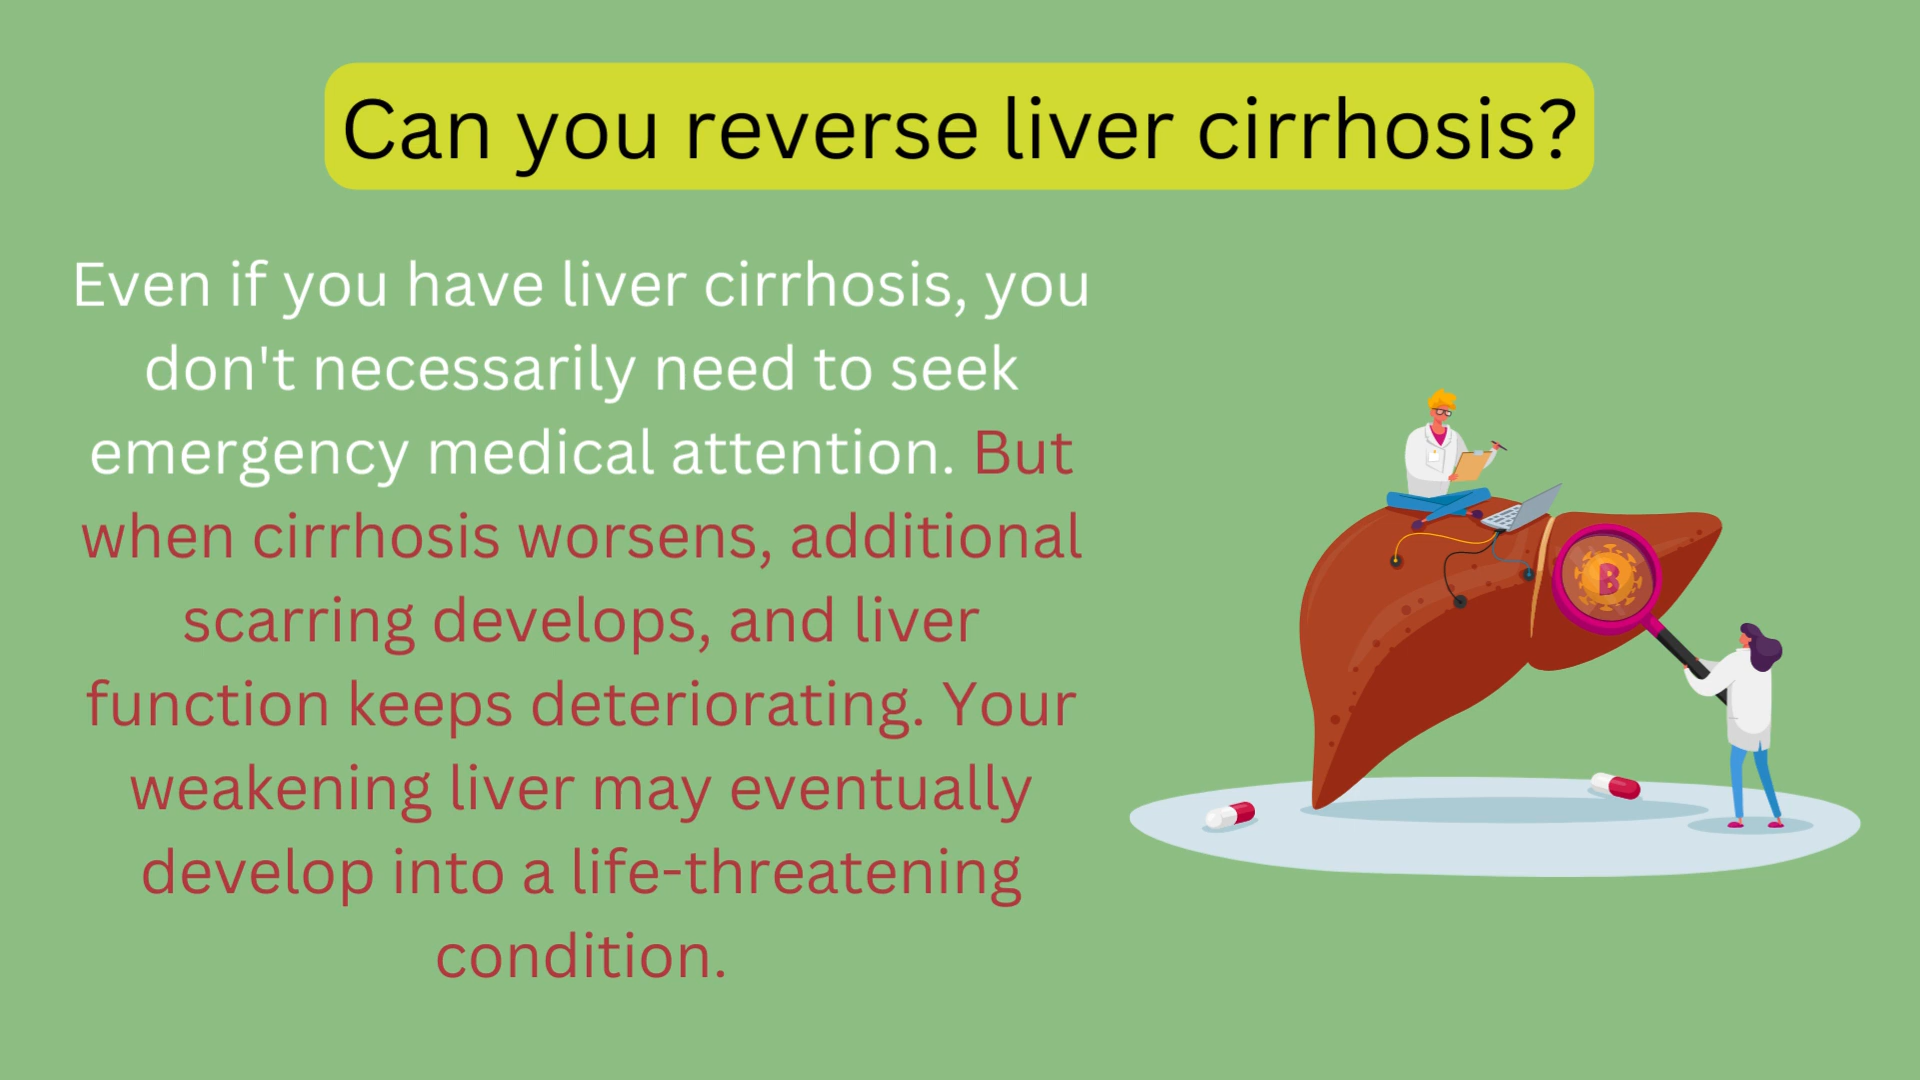 Can you reverse liver cirrhosis?
Even if you have liver cirrhosis, you
don't necessarily need to seek
emergency medical attention. But
when cirrhosis worsens, additional
scarring develops, and liver
function keeps deteriorating. Your
weakening liver may eventually
develop into a life-threatening
condition.
B